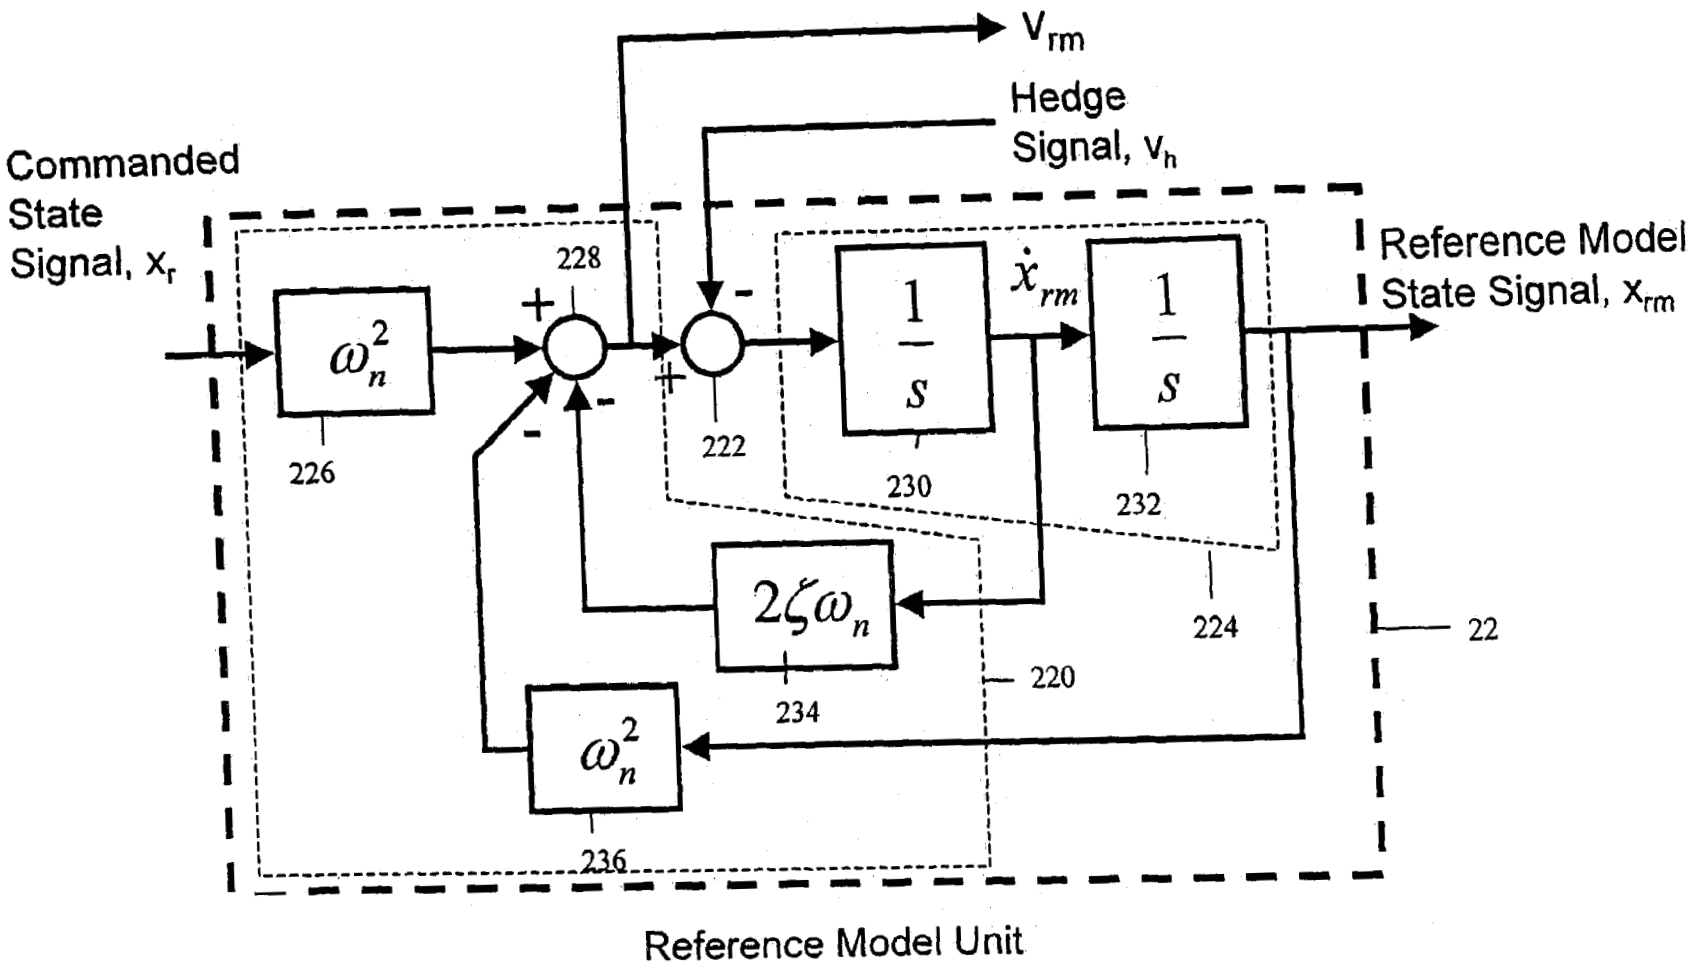 V_rm
Hedge
Signal, v_h
Commanded
State
Signal, x_r
Reference Model
State Signal, x_rm
228
+
-
ẋ_rm
ω_n^2
1/s
1/s
+
-
-
226
222
230
232
2ζω_n
224
22
220
234
ω_n^2
236
Reference Model Unit